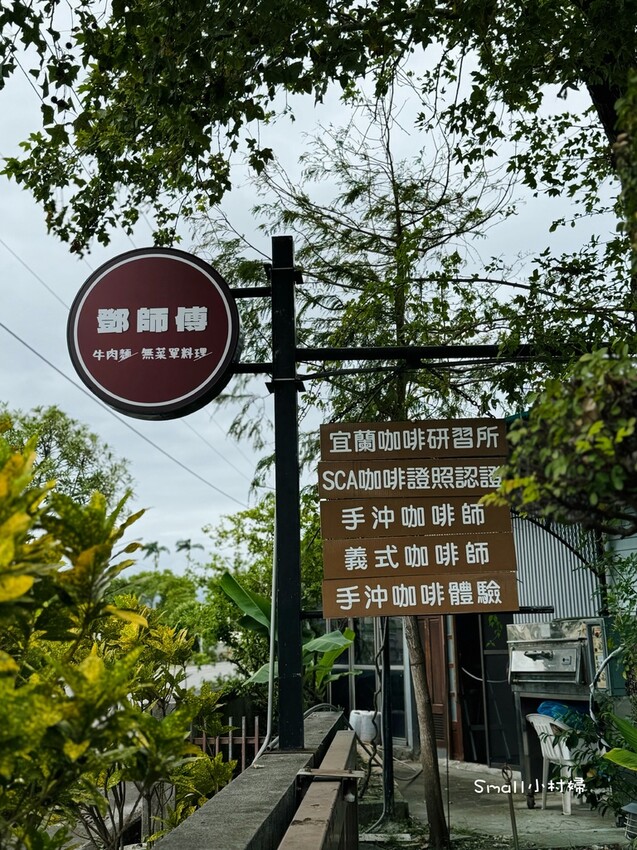 鄧師傅
牛肉麵 無菜單料理
宜蘭咖啡研習所
SCA咖啡證照認證
手沖咖啡師
義式咖啡師
手沖咖啡體驗
Small小村婦.